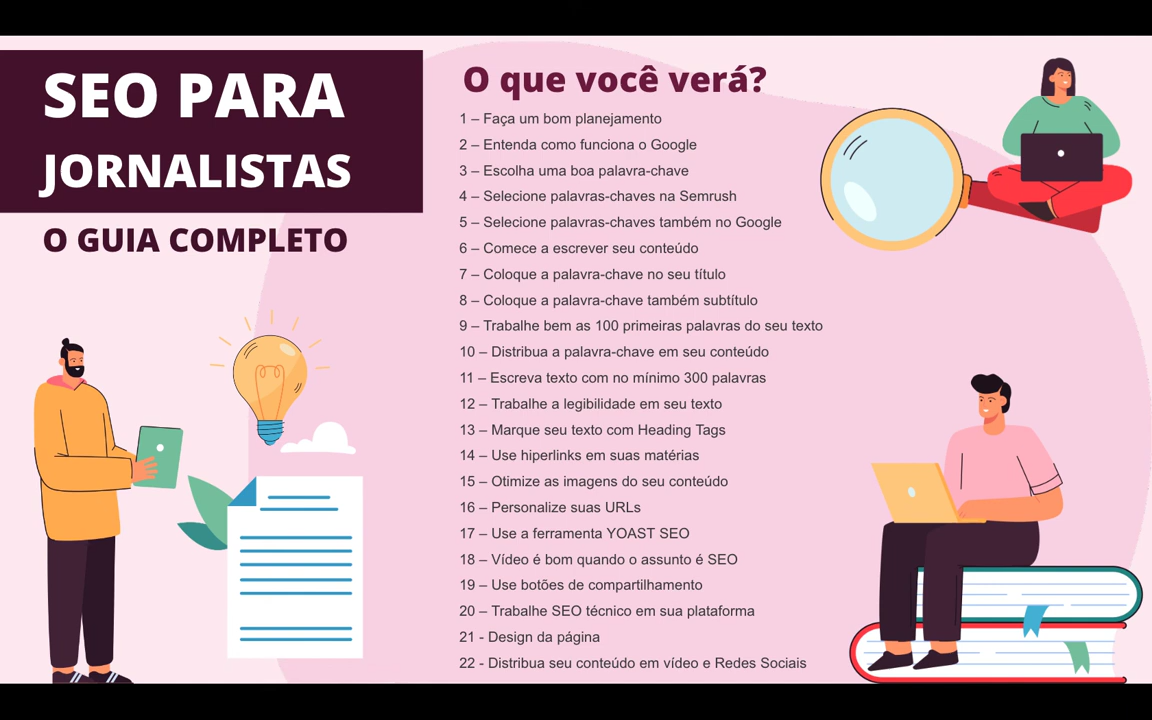 SEO PARA
JORNALISTAS
O GUIA COMPLETO
O que você verá?
1 – Faça um bom planejamento
2 – Entenda como funciona o Google
3 – Escolha uma boa palavra-chave
4 – Selecione palavras-chaves na Semrush
5 – Selecione palavras-chaves também no Google
6 – Comece a escrever seu conteúdo
7 – Coloque a palavra-chave no seu título
8 – Coloque a palavra-chave também subtítulo
9 – Trabalhe bem as 100 primeiras palavras do seu texto
10 – Distribua a palavra-chave em seu conteúdo
11 – Escreva texto com no mínimo 300 palavras
12 – Trabalhe a legibilidade em seu texto
13 – Marque seu texto com Heading Tags
14 – Use hiperlinks em suas matérias
15 – Otimize as imagens do seu conteúdo
16 – Personalize suas URLs
17 – Use a ferramenta YOAST SEO
18 – Vídeo é bom quando o assunto é SEO
19 – Use botões de compartilhamento
20 – Trabalhe SEO técnico em sua plataforma
21 - Design da página
22 - Distribua seu conteúdo em vídeo e Redes Sociais